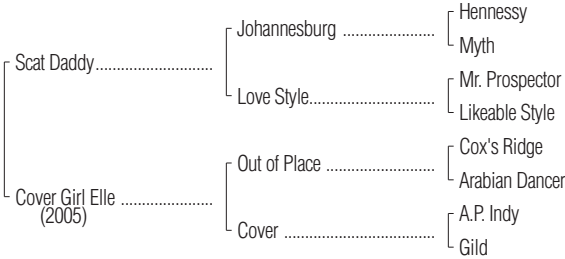 Hennessy
Johannesburg ....................
Myth
Scat Daddy............................
Mr. Prospector
Love Style..............................
Likeable Style
Cox's Ridge
Out of Place ..........................
Arabian Dancer
Cover Girl Elle ......................
(2005)
A.P. Indy
Cover ....................................
Gild